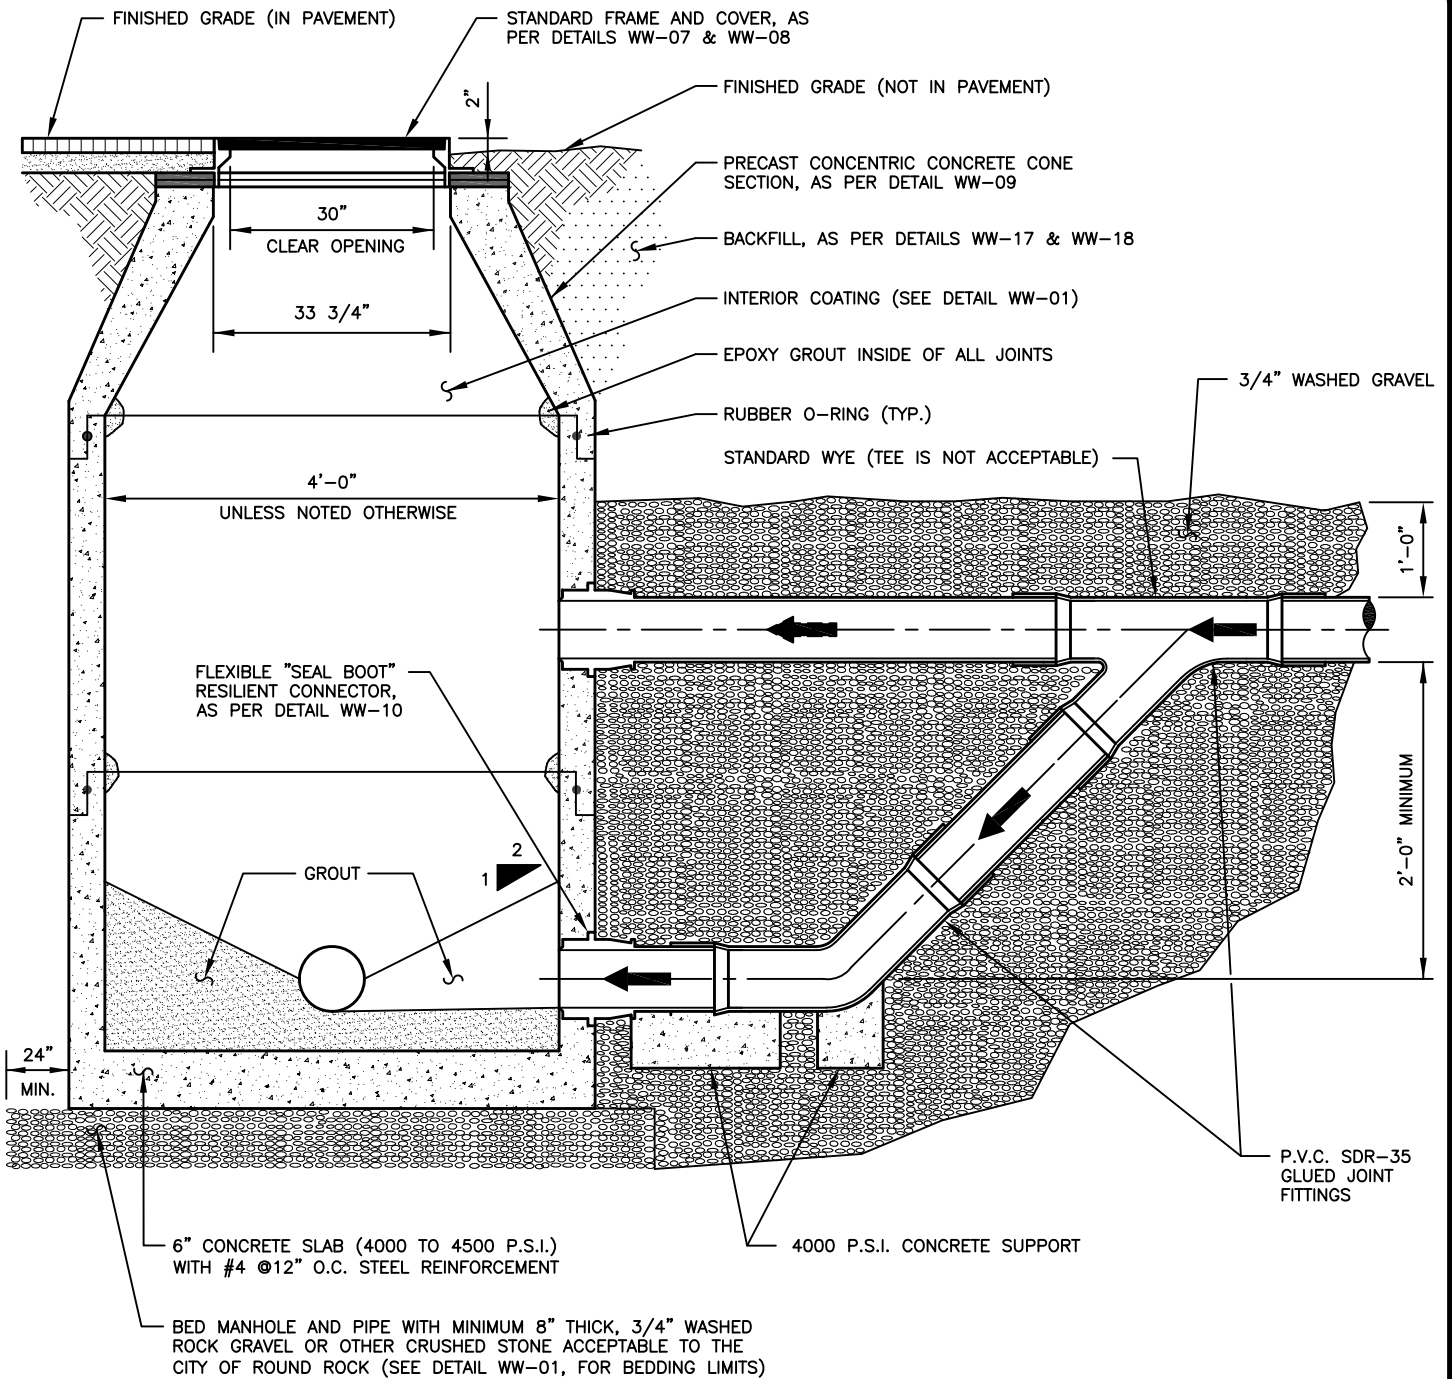 FINISHED GRADE (IN PAVEMENT)
STANDARD FRAME AND COVER, AS
PER DETAILS WW-07 & WW-08
2"
FINISHED GRADE (NOT IN PAVEMENT)
PRECAST CONCENTRIC CONCRETE CONE
SECTION, AS PER DETAIL WW-09
30"
CLEAR OPENING
BACKFILL, AS PER DETAILS WW-17 & WW-18
INTERIOR COATING (SEE DETAIL WW-01)
33 3/4"
EPOXY GROUT INSIDE OF ALL JOINTS
3/4" WASHED GRAVEL
RUBBER O-RING (TYP.)
STANDARD WYE (TEE IS NOT ACCEPTABLE)
4'-0"
UNLESS NOTED OTHERWISE
1'-0"
FLEXIBLE "SEAL BOOT"
RESILIENT CONNECTOR,
AS PER DETAIL WW-10
2'-0" MINIMUM
2
1
GROUT
24"
MIN.
P.V.C. SDR-35
GLUED JOINT
FITTINGS
6" CONCRETE SLAB (4000 TO 4500 P.S.I.)
WITH #4 @12" O.C. STEEL REINFORCEMENT
4000 P.S.I. CONCRETE SUPPORT
BED MANHOLE AND PIPE WITH MINIMUM 8" THICK, 3/4" WASHED
ROCK GRAVEL OR OTHER CRUSHED STONE ACCEPTABLE TO THE
CITY OF ROUND ROCK (SEE DETAIL WW-01, FOR BEDDING LIMITS)